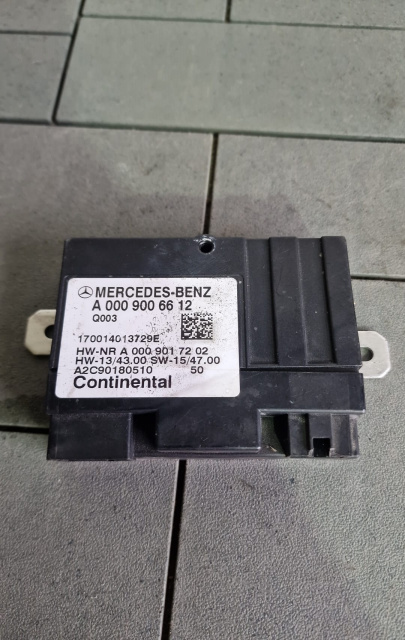 MERCEDES-BENZ
A 000 900 66 12
Q003
170014013729E
HW-NR A 000 901 72 02
HW-13/43.00 SW-15/47.00
A2C90180510 50
Continental